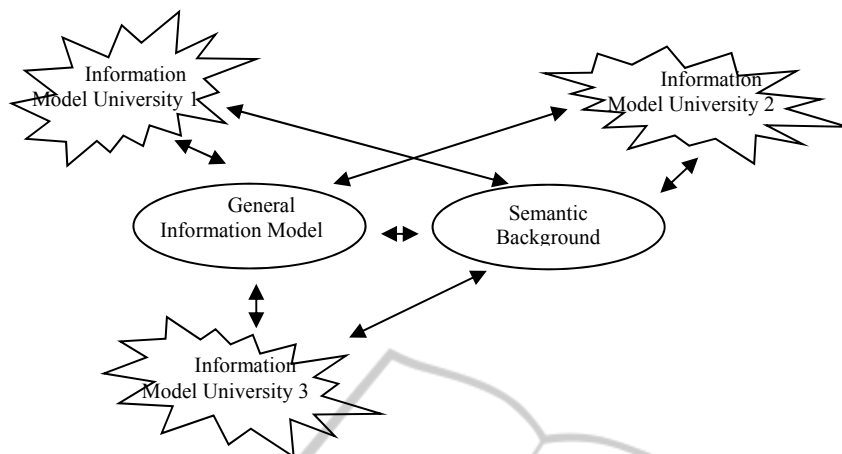 Information
Model University 1
Information
Model University 2
General
Information Model
Semantic
Background
Information
Model University 3